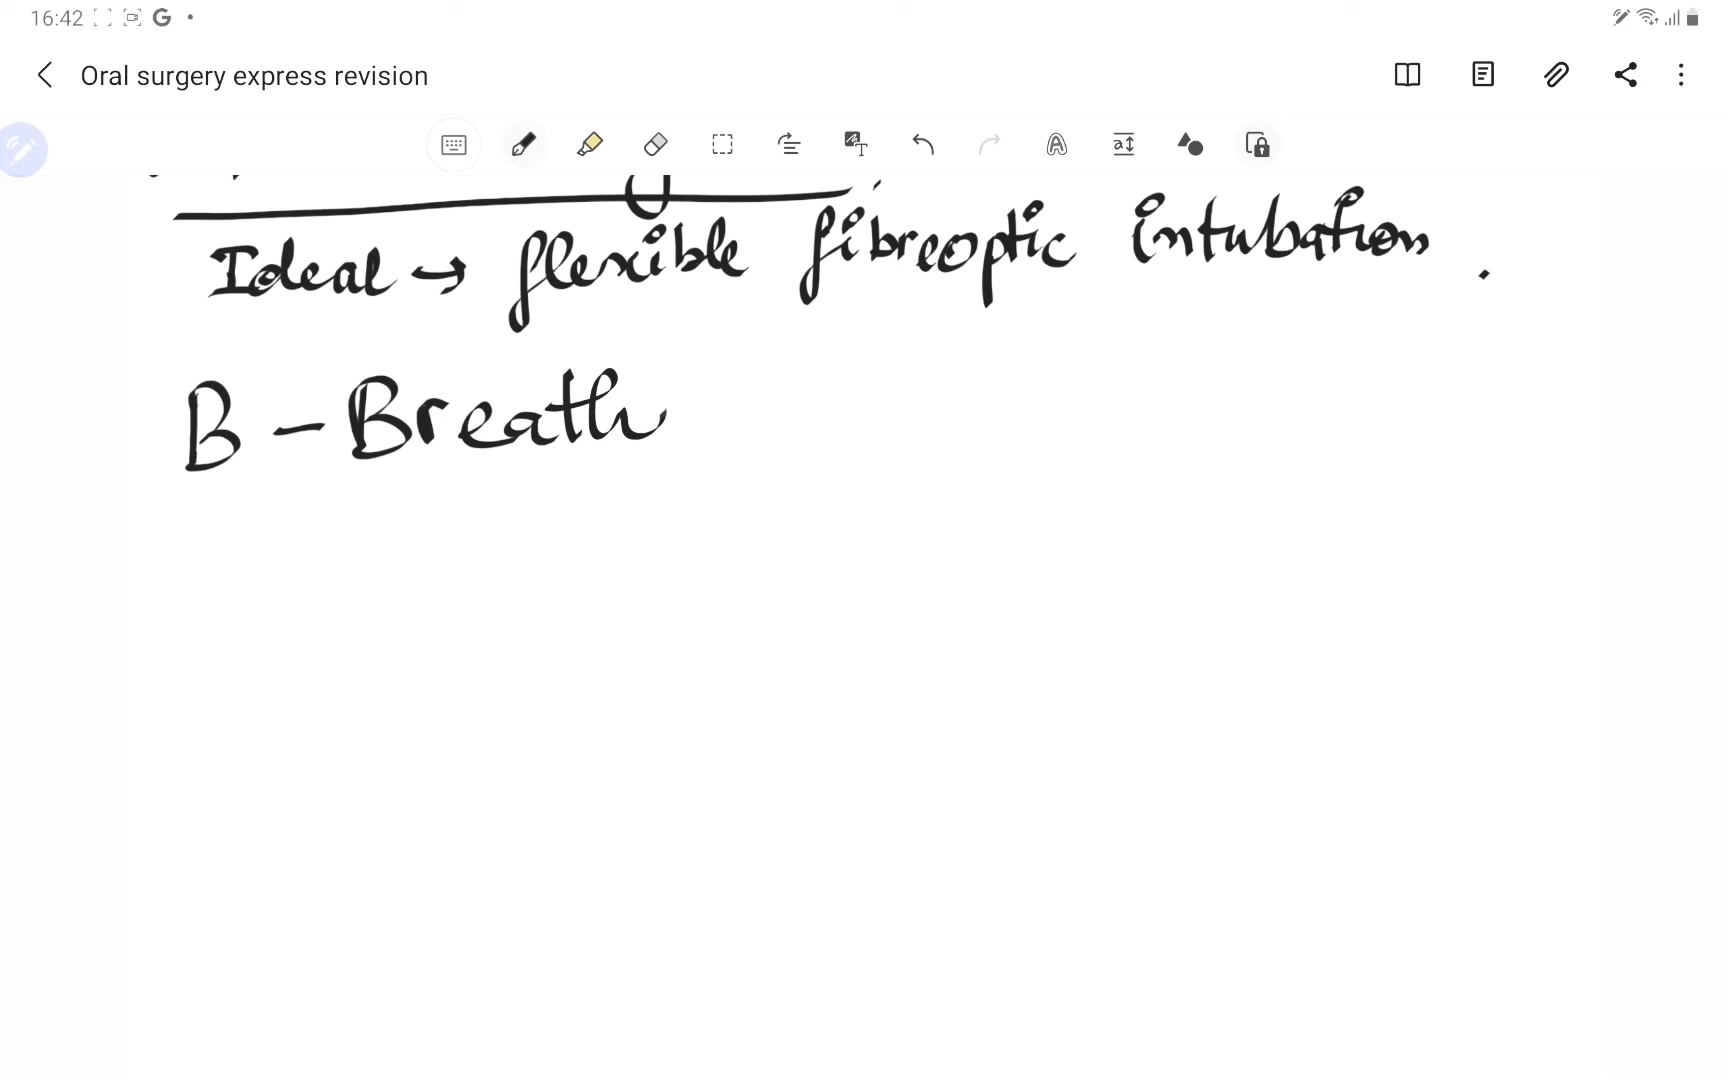 16:42 G
Oral surgery express revision
Ideal → flexible fibreoptic intubation.
B – Breath